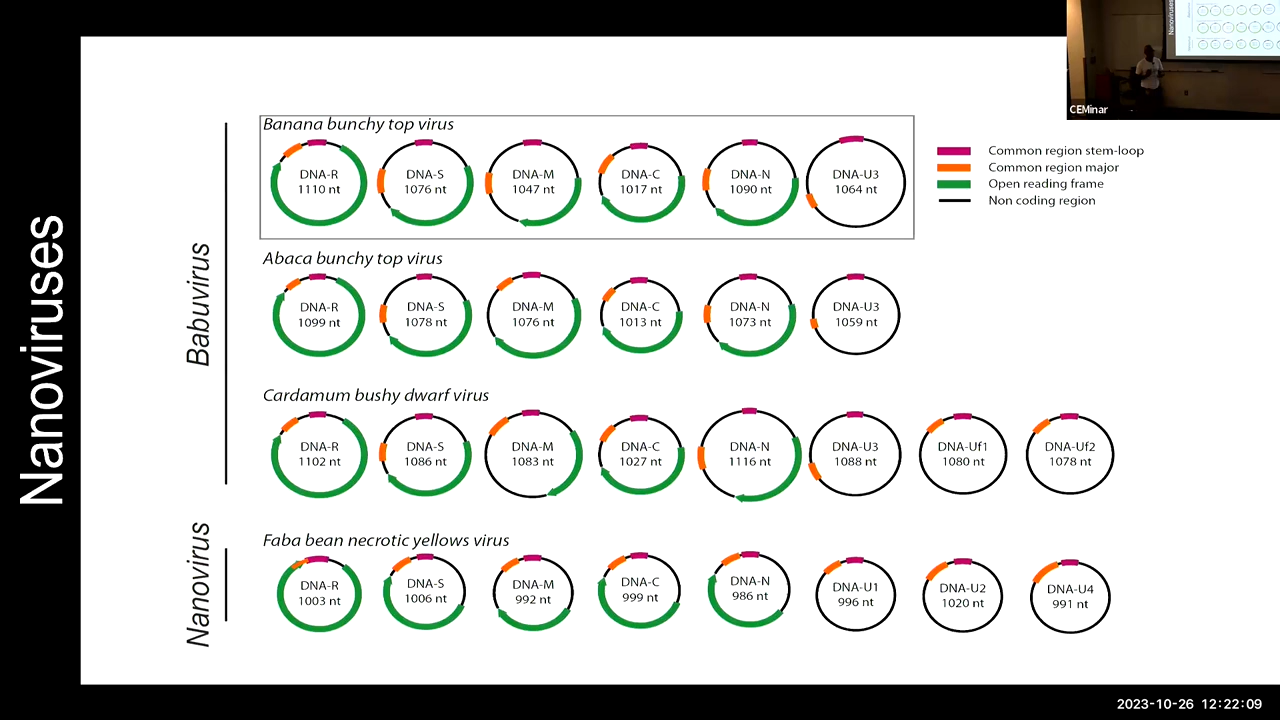 Nanoviruses
Babuvirus
Banana bunchy top virus
DNA-R
1110 nt
DNA-S
1076 nt
DNA-M
1047 nt
DNA-C
1017 nt
DNA-N
1090 nt
DNA-U3
1064 nt
Common region stem-loop
Common region major
Open reading frame
Non coding region
Abaca bunchy top virus
DNA-R
1099 nt
DNA-S
1078 nt
DNA-M
1076 nt
DNA-C
1013 nt
DNA-N
1073 nt
DNA-U3
1059 nt
Cardamum bushy dwarf virus
DNA-R
1102 nt
DNA-S
1086 nt
DNA-M
1083 nt
DNA-C
1027 nt
DNA-N
1116 nt
DNA-U3
1088 nt
DNA-Uf1
1080 nt
DNA-Uf2
1078 nt
Nanovirus
Faba bean necrotic yellows virus
DNA-R
1003 nt
DNA-S
1006 nt
DNA-M
992 nt
DNA-C
999 nt
DNA-N
986 nt
DNA-U1
996 nt
DNA-U2
1020 nt
DNA-U4
991 nt
Nanoviruses
CEMinar
2023-10-26 12:22:09